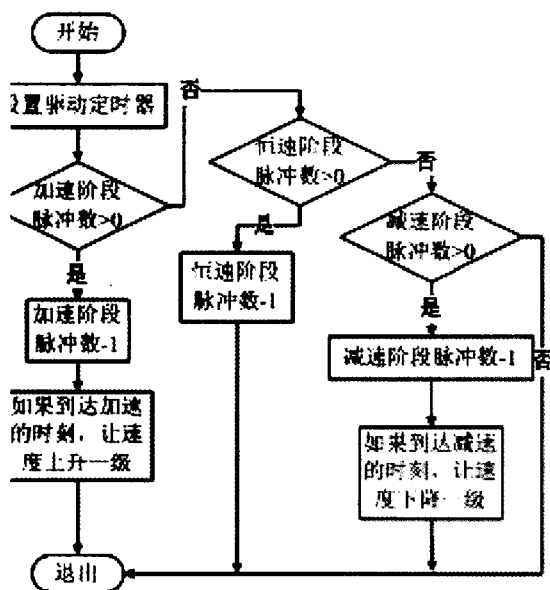 开始
设置驱动定时器
否
加速阶段
脉冲数>0
是
加速阶段
脉冲数-1
如果到达加速
的时刻，让速
度上升一级
恒速阶段
脉冲数>0
否
是
恒速阶段
脉冲数-1
减速阶段
脉冲数>0
是
否
减速阶段脉冲数-1
如果到达减速
的时刻，让速
度下降一级
退出